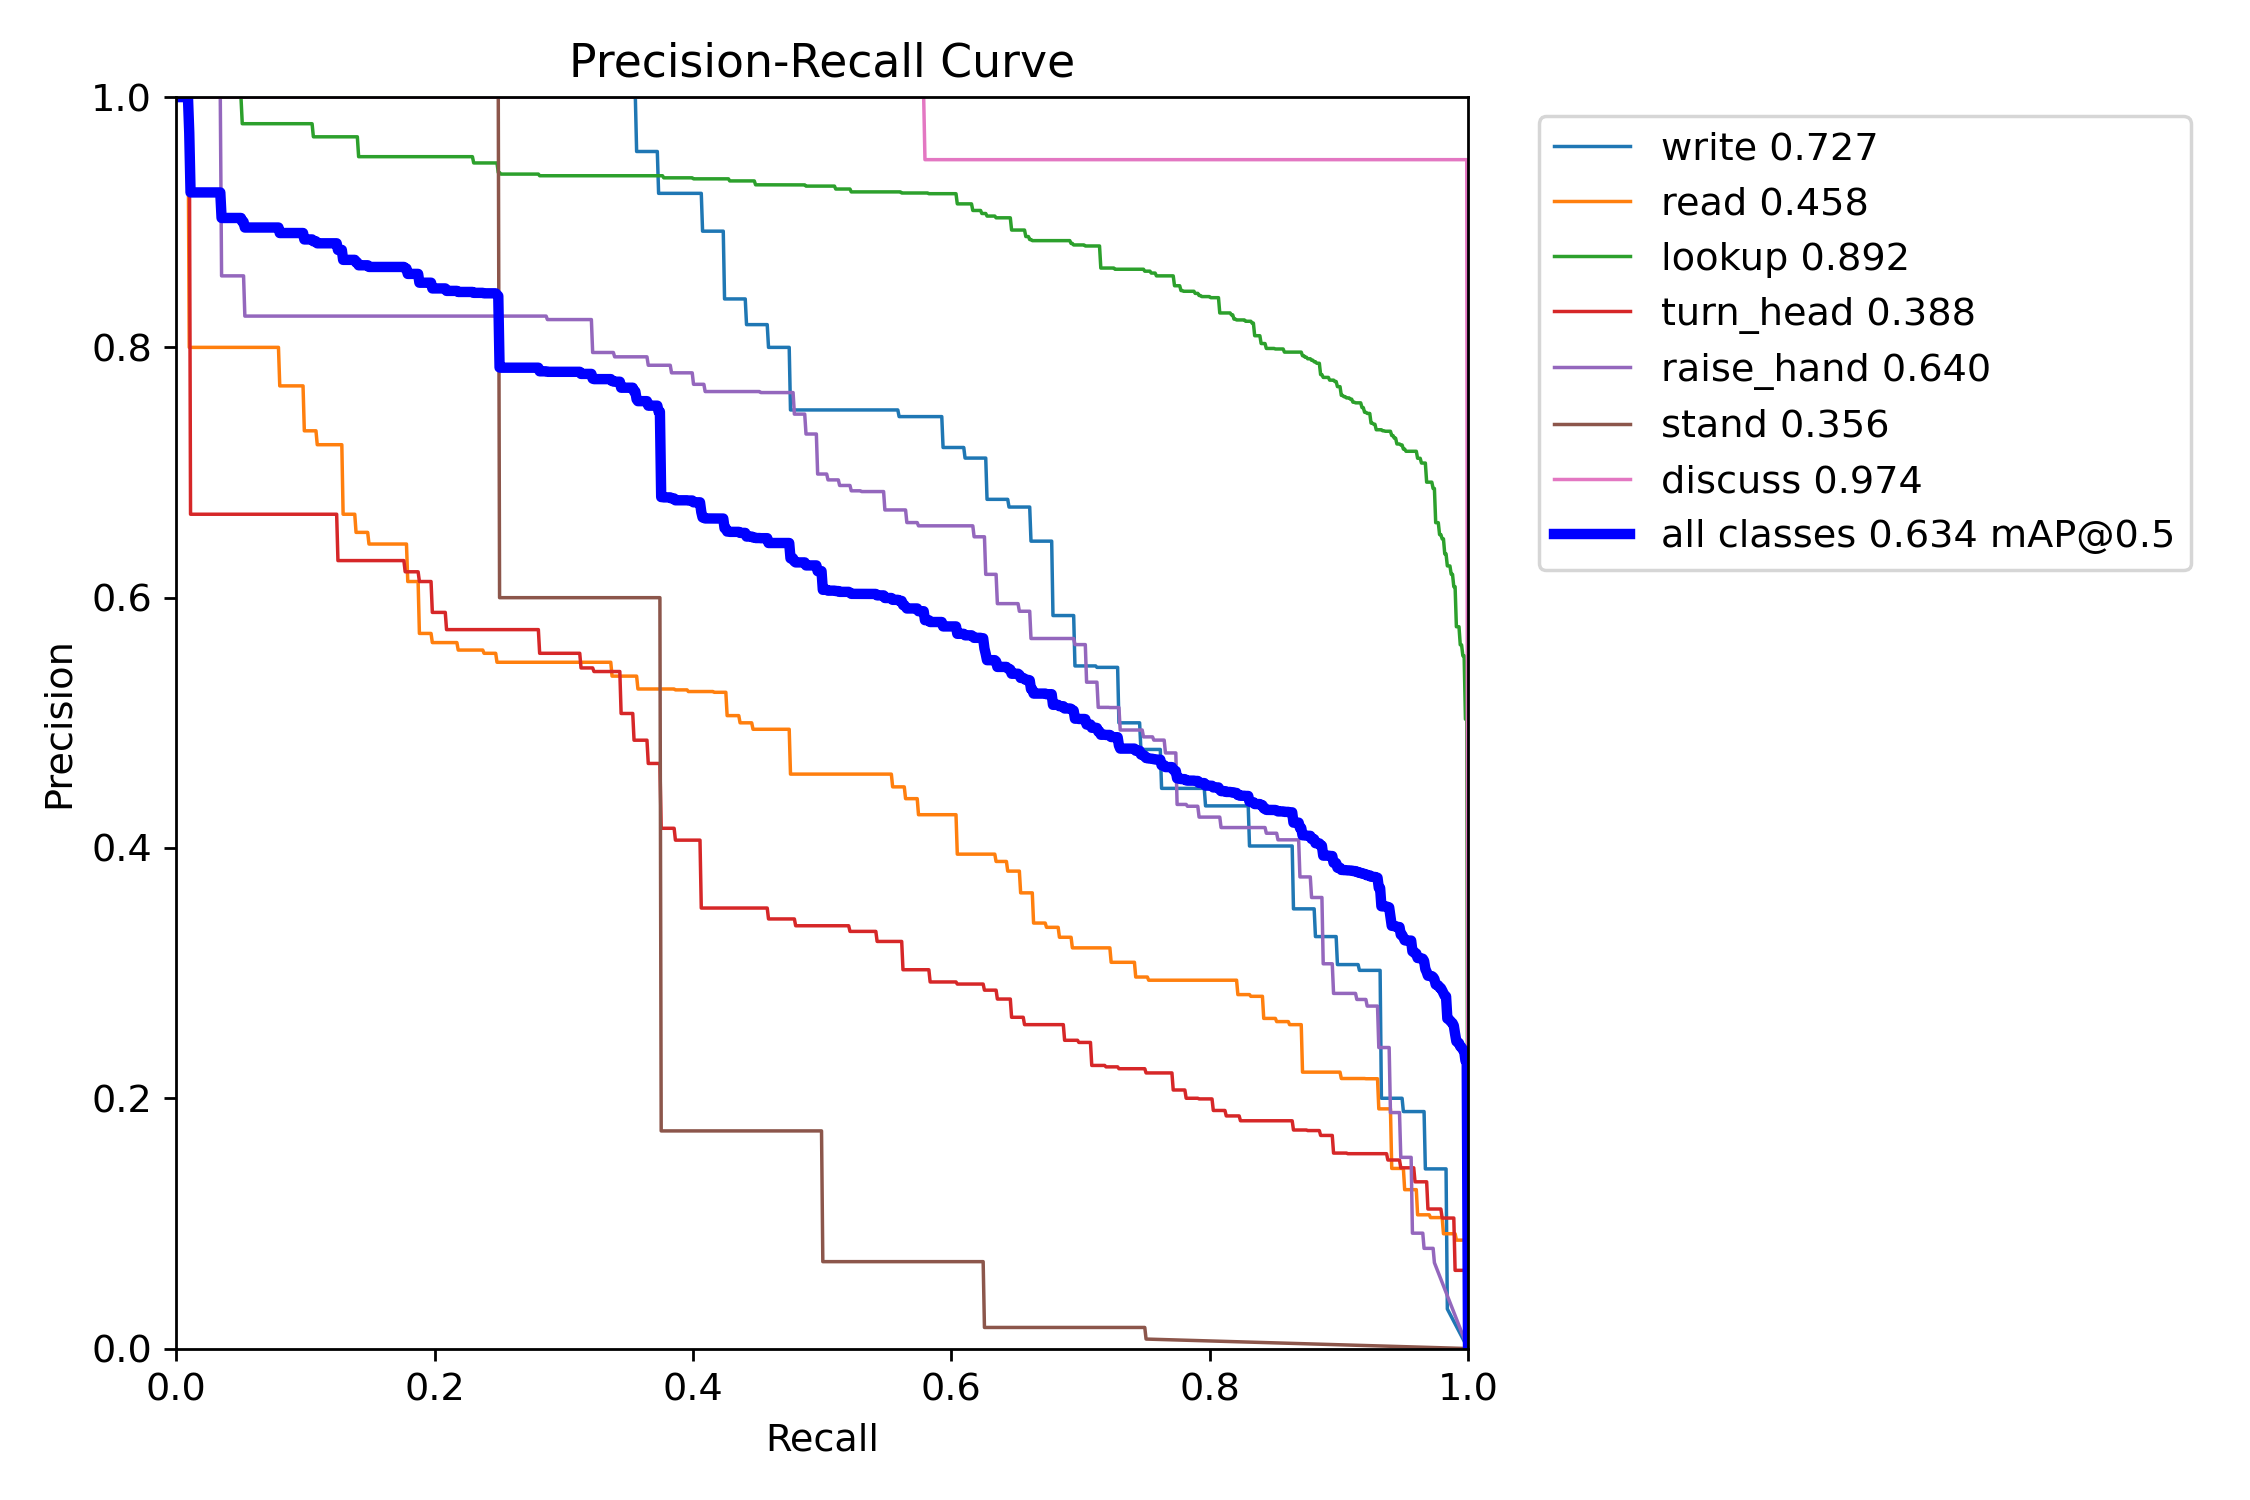 Precision-Recall Curve
1.0
0.8
0.6
0.4
0.2
0.0
Precision
0.0 0.2 0.4 0.6 0.8 1.0
Recall
write 0.727
read 0.458
lookup 0.892
turn_head 0.388
raise_hand 0.640
stand 0.356
discuss 0.974
all classes 0.634 mAP@0.5